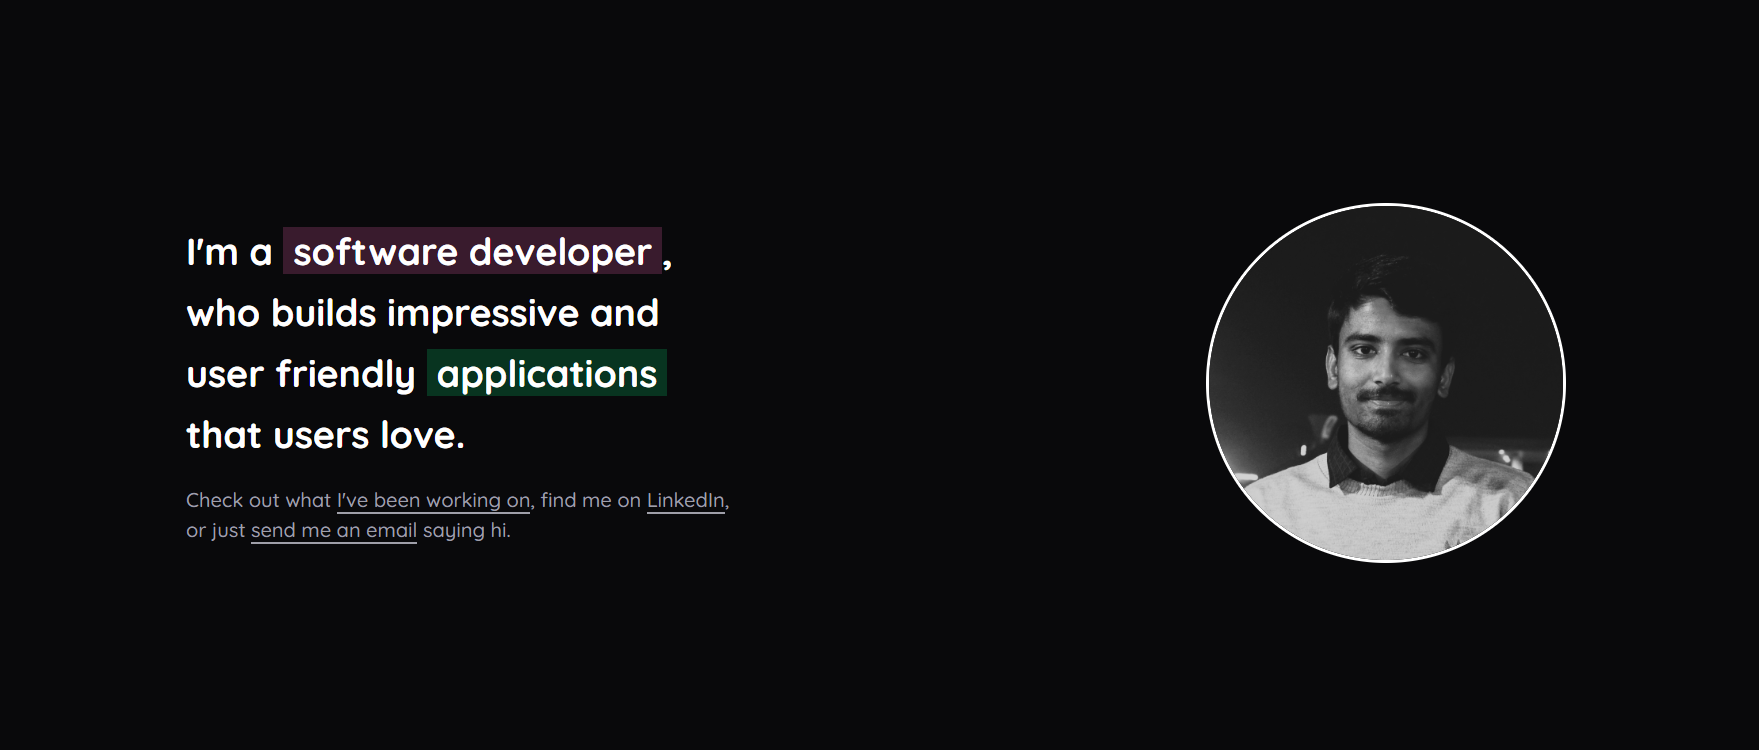 I'm a software developer,
who builds impressive and
user friendly applications
that users love.
Check out what I've been working on, find me on LinkedIn,
or just send me an email saying hi.